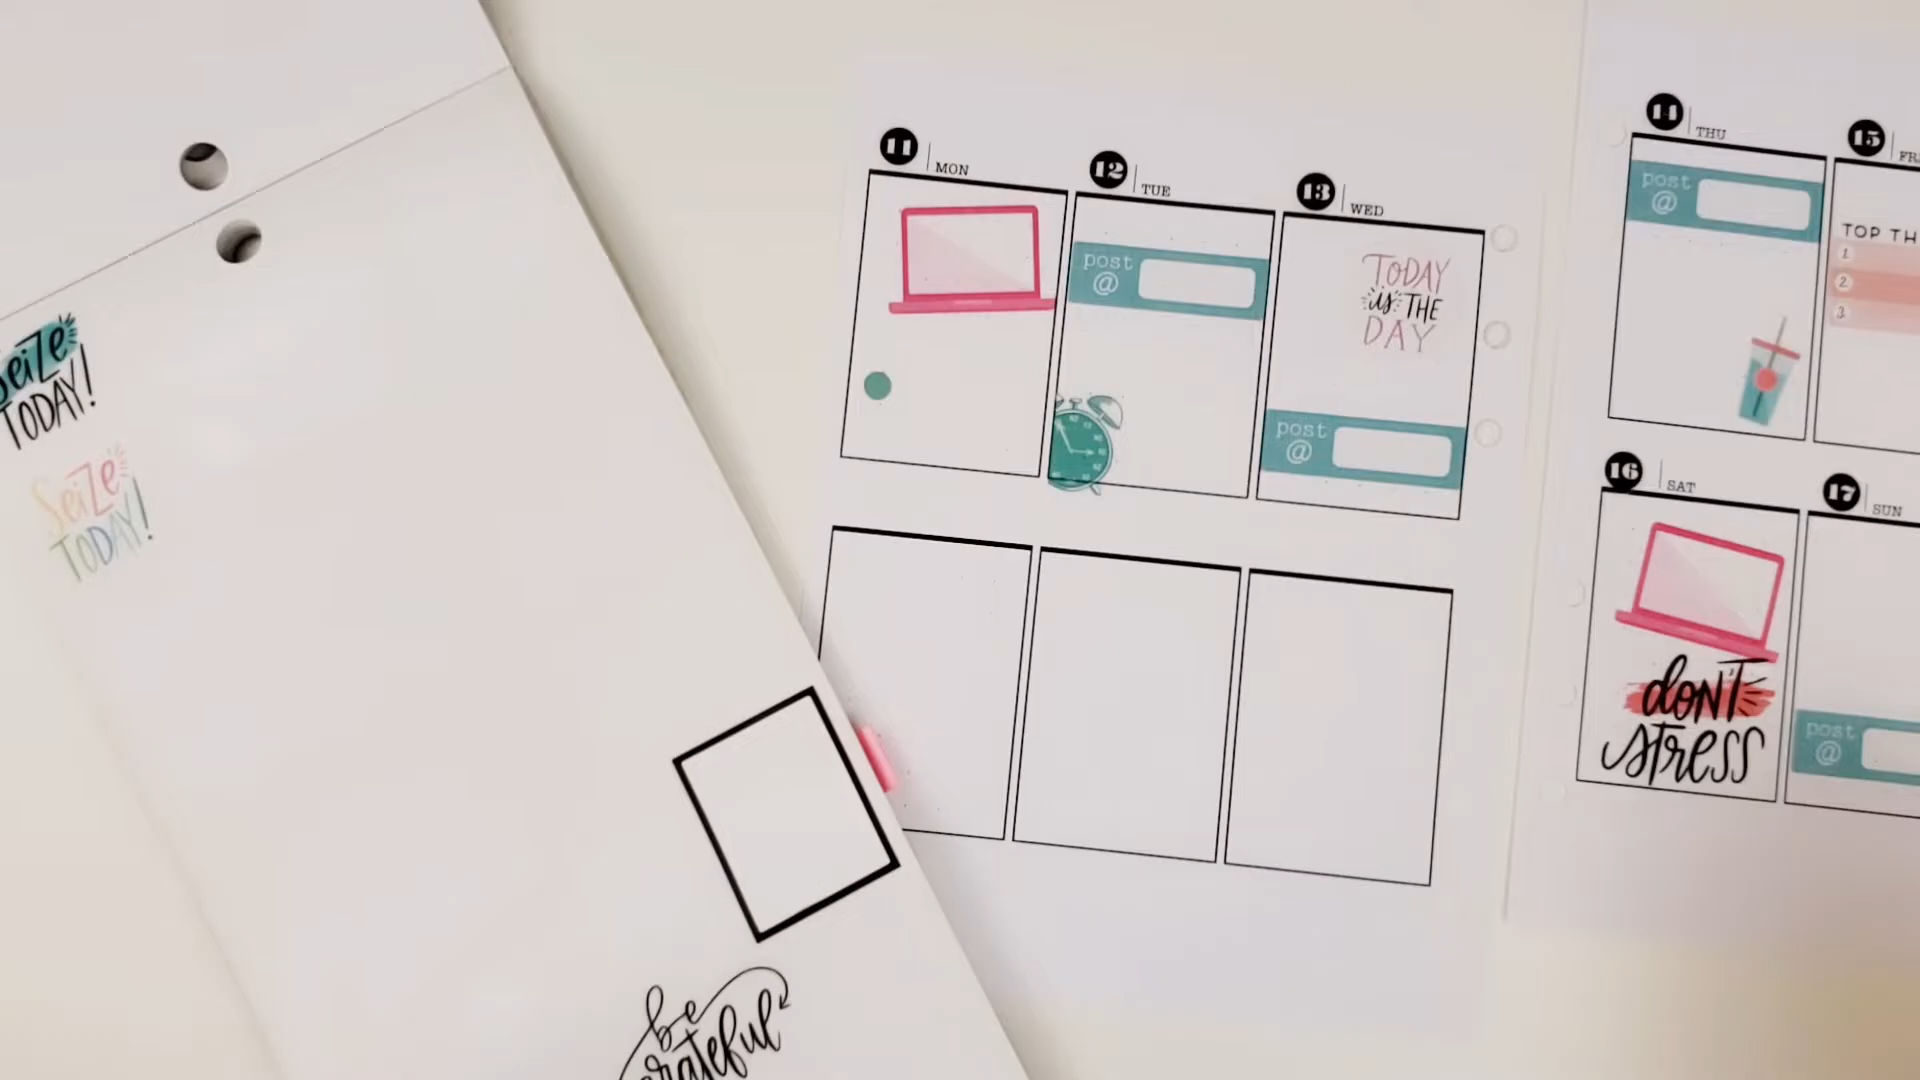 seize
TODAY!
seize
TODAY!
be
grateful
11 MON
12 TUE
post
@
13 WED
TODAY
is THE
DAY
post
@
14 THU
post
@
15
TOP TH
1
2
3
16 SAT
DON'T
STRESS
17 SUN
post
@